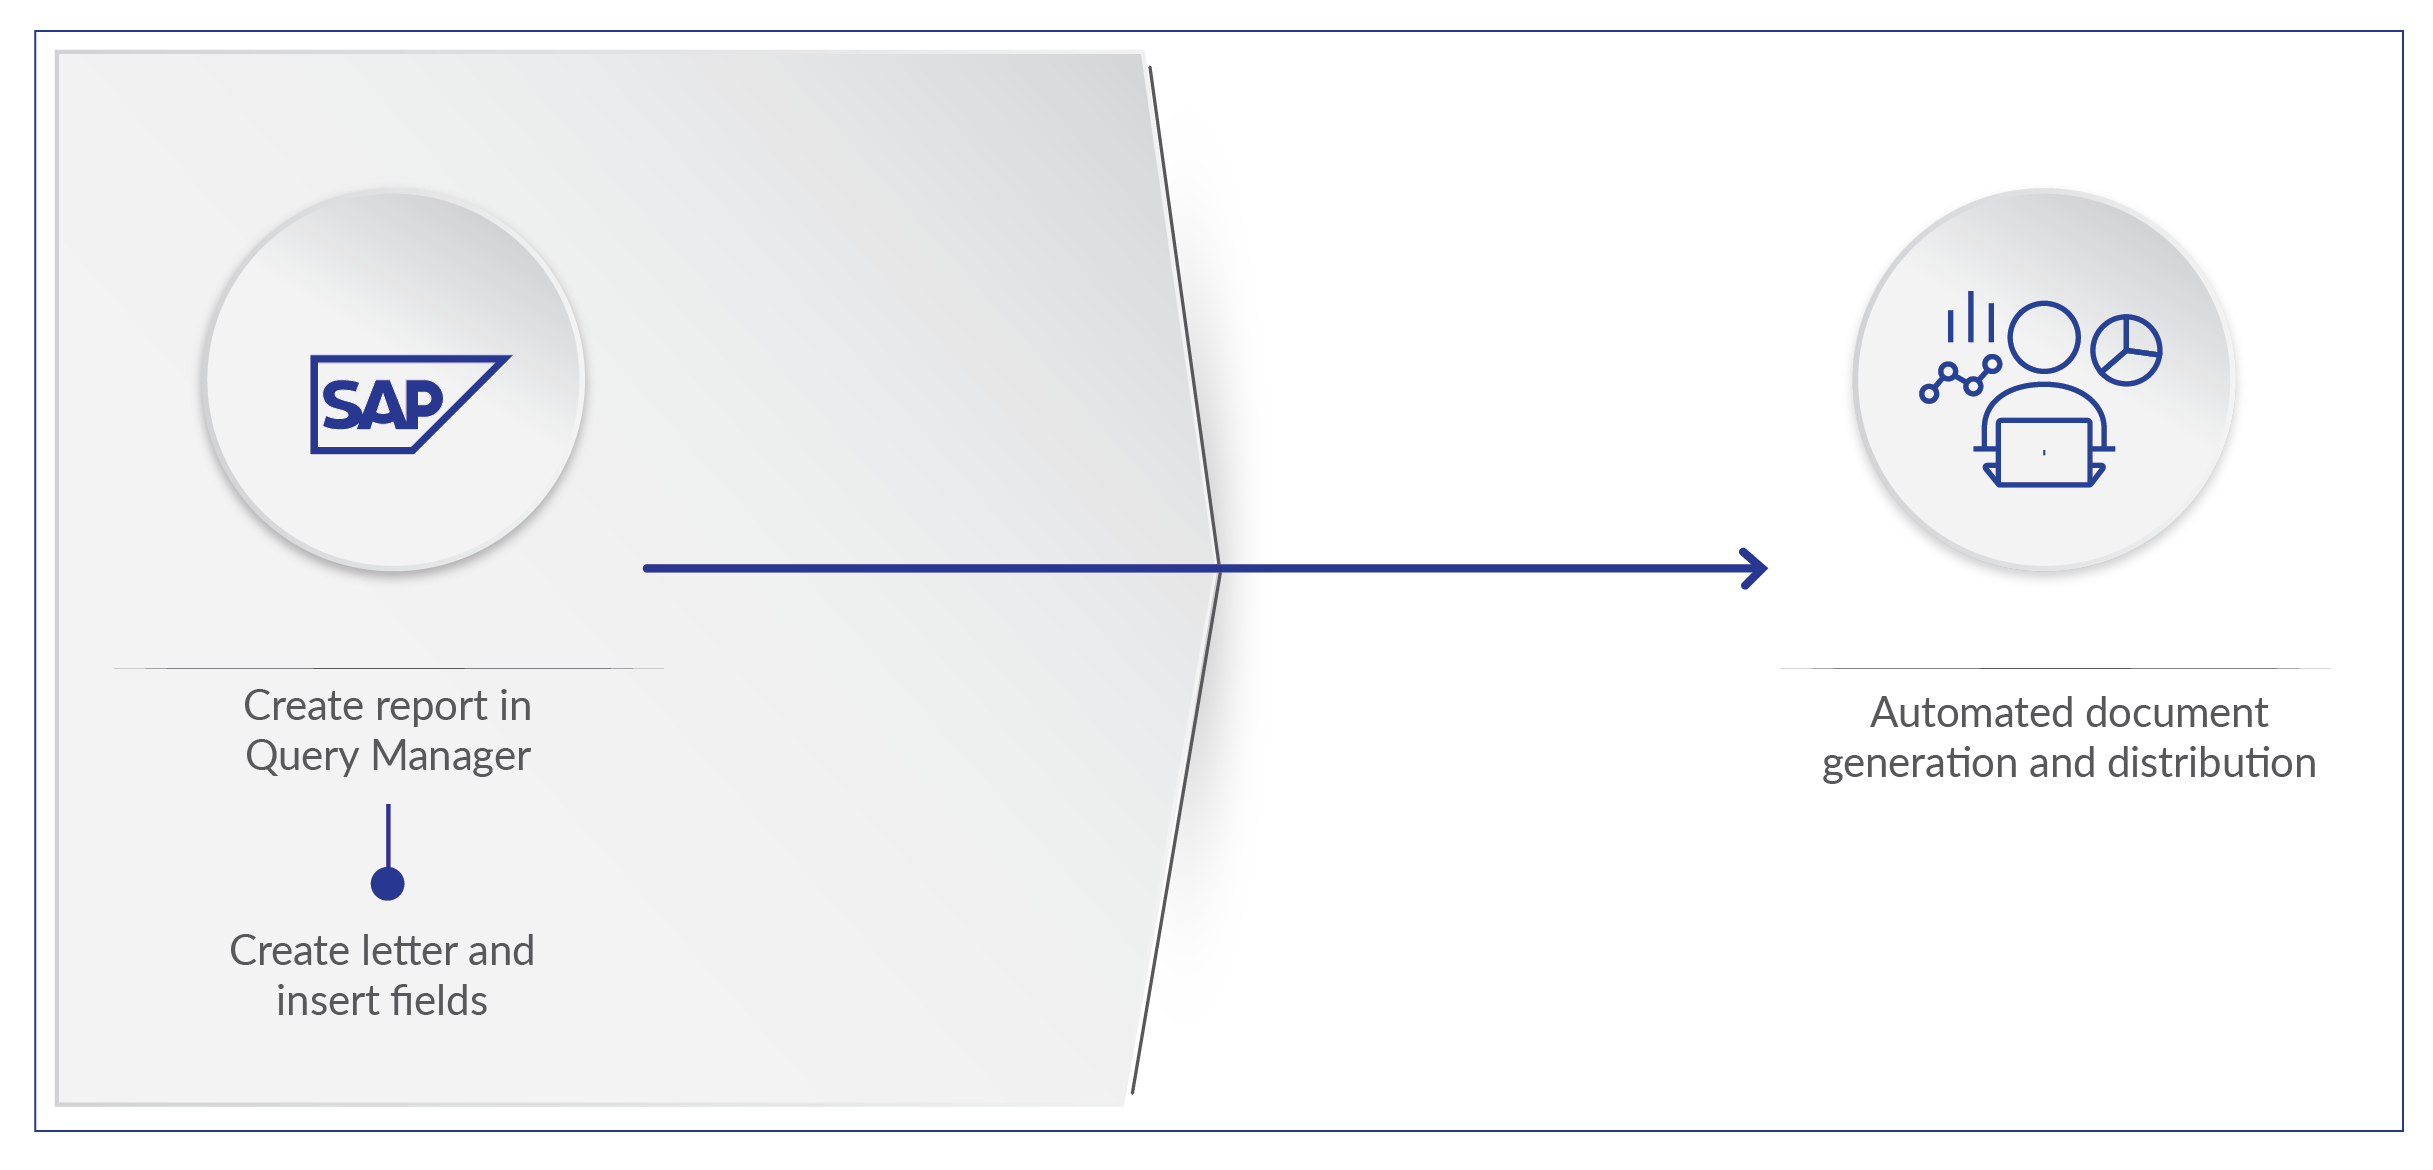 SAP
Create report in
Query Manager
Create letter and
insert fields
Automated document
generation and distribution